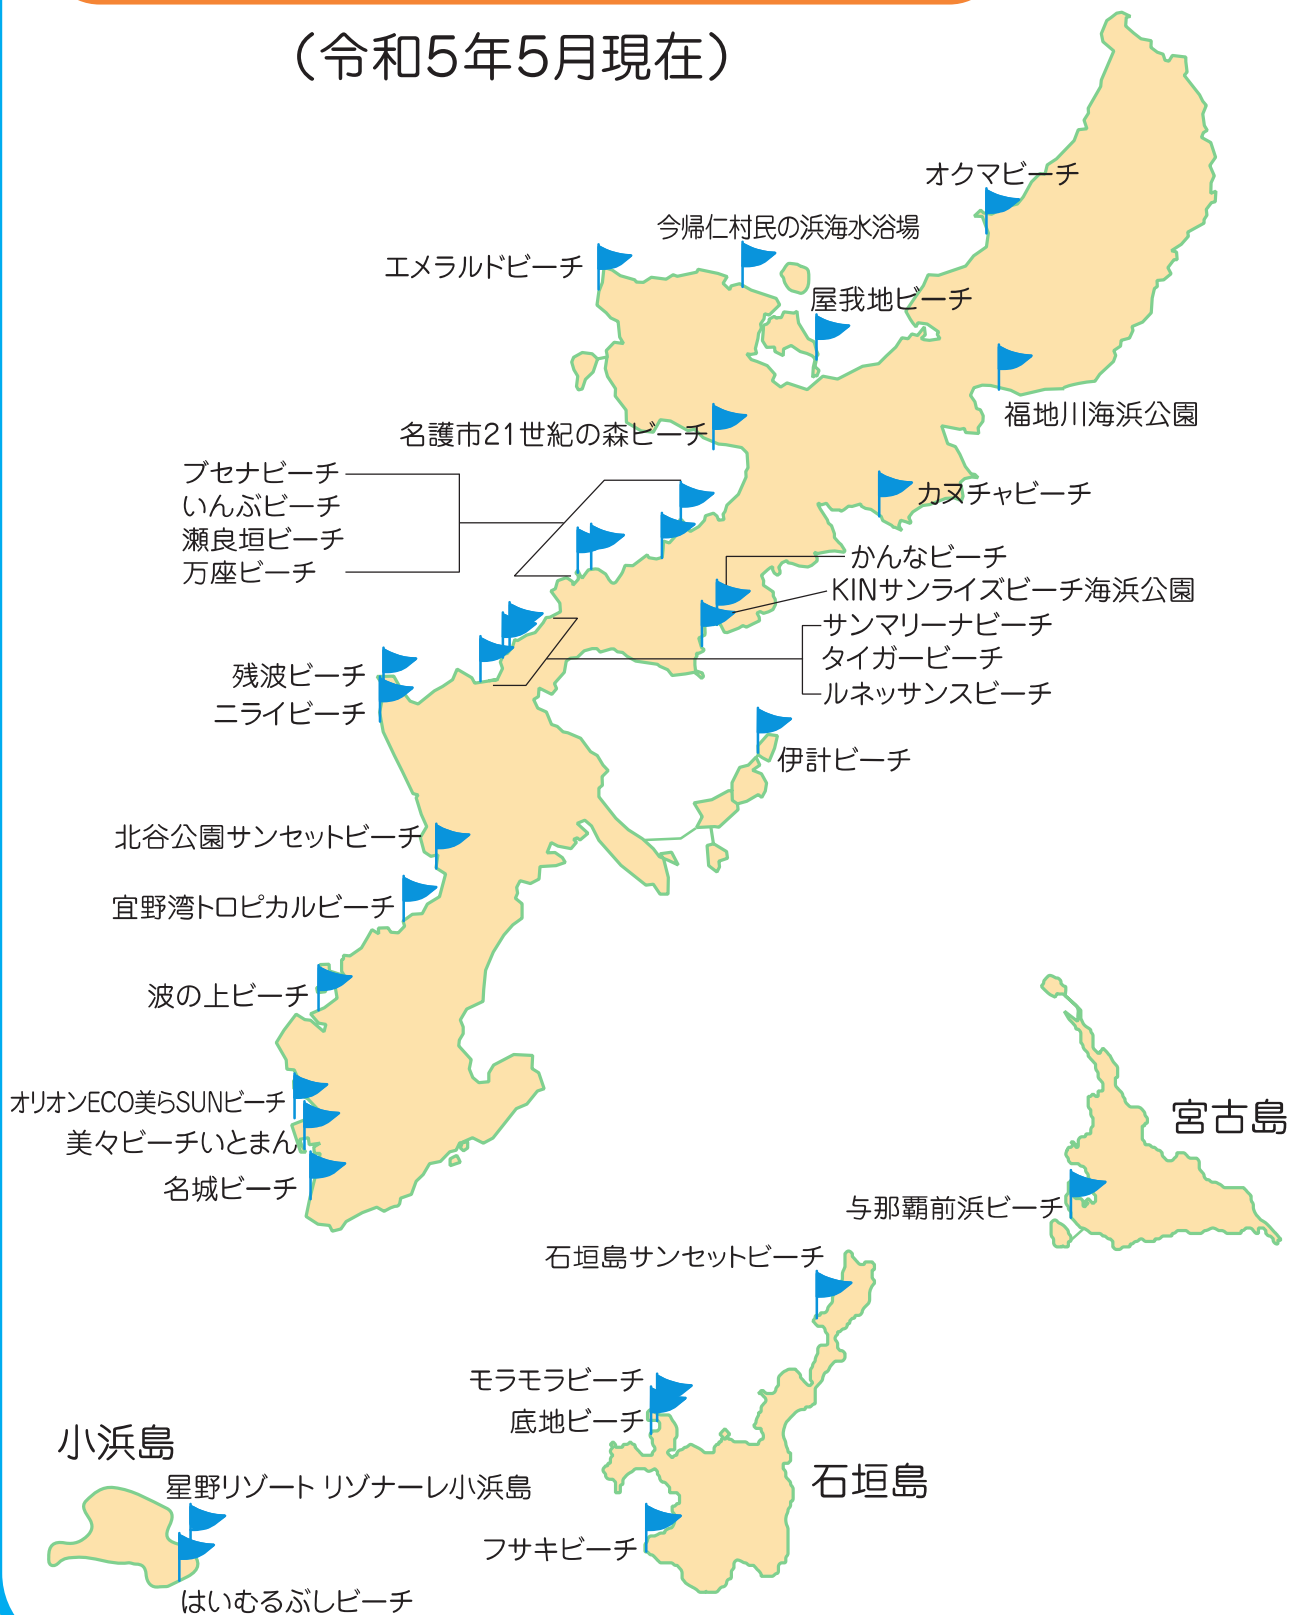 （令和5年5月現在）
オクマビーチ
今帰仁村民の浜海水浴場
エメラルドビーチ
屋我地ビーチ
福地川海浜公園
名護市21世紀の森ビーチ
ブセナビーチ
いんぶビーチ
瀬良垣ビーチ
万座ビーチ
カヌチャビーチ
かんなビーチ
KINサンライズビーチ海浜公園
サンマリーナビーチ
タイガービーチ
ルネッサンスビーチ
残波ビーチ
ニライビーチ
伊計ビーチ
北谷公園サンセットビーチ
宜野湾トロピカルビーチ
波の上ビーチ
オリオンECO美らSUNビーチ
美々ビーチいとまん
名城ビーチ
宮古島
与那覇前浜ビーチ
石垣島サンセットビーチ
モラモラビーチ
底地ビーチ
石垣島
フサキビーチ
小浜島
星野リゾート リゾナーレ小浜島
はいむるぶしビーチ